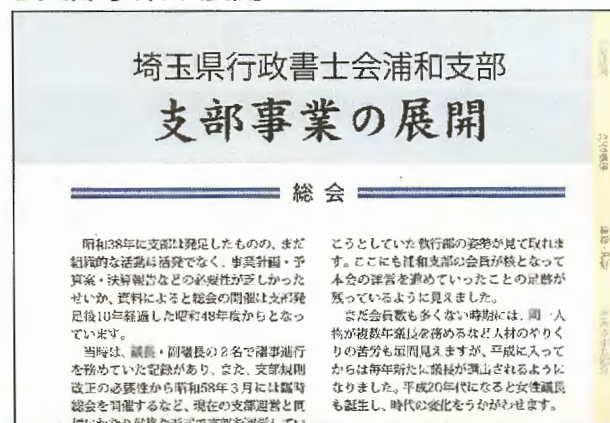 埼玉県行政書士会浦和支部
支部事業の展開
総会
昭和38年に支部は発足したものの、まだ
組織的な活動は活発でなく、事業計画・予
算案・決算報告などの必要性が乏しかった
せいか、資料によると総会の開催は支部発
足後10年経過した昭和48年度からとなっ
ています。
当時は、議長・副議長の2名で議事進行
を務めていた記録があり、また、支部規則
改正の必要性から昭和58年3月には臨時
総会を開催するなど、現在の支部運営と同
こうとしていた執行部の姿勢が見て取れま
す。ここにも浦和支部の会員が核となって
本会の運営を進めていったことの足跡が
残っているように見えました。
まだ会員数も多くない時期には、同一人
物が複数年議長を務めるなど人材のやりく
りの苦労も垣間見えますが、平成に入って
からは毎年新たに議長が選出されるように
なりました。平成20年代になると女性議長
も誕生し、時代の変化をうかがわせます。